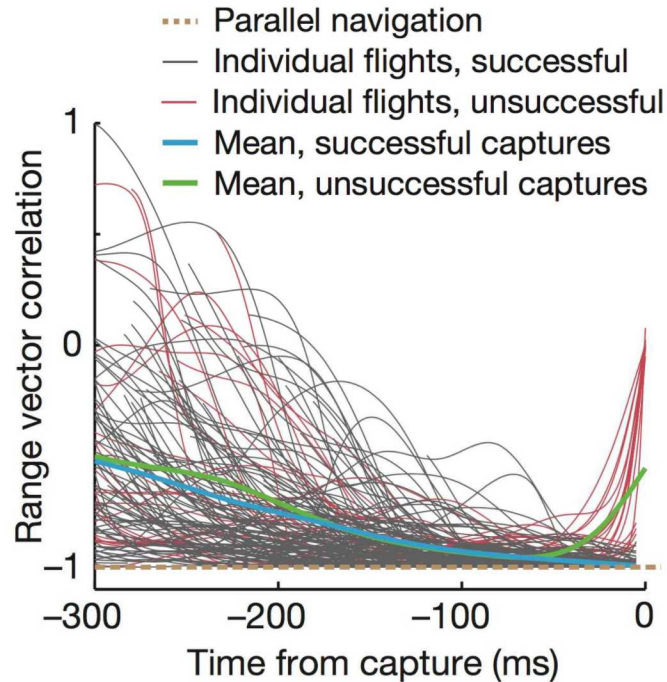 Parallel navigation
Individual flights, successful
Individual flights, unsuccessful
Mean, successful captures
Mean, unsuccessful captures
1
0
−1
Range vector correlation
−300
−200
−100
0
Time from capture (ms)